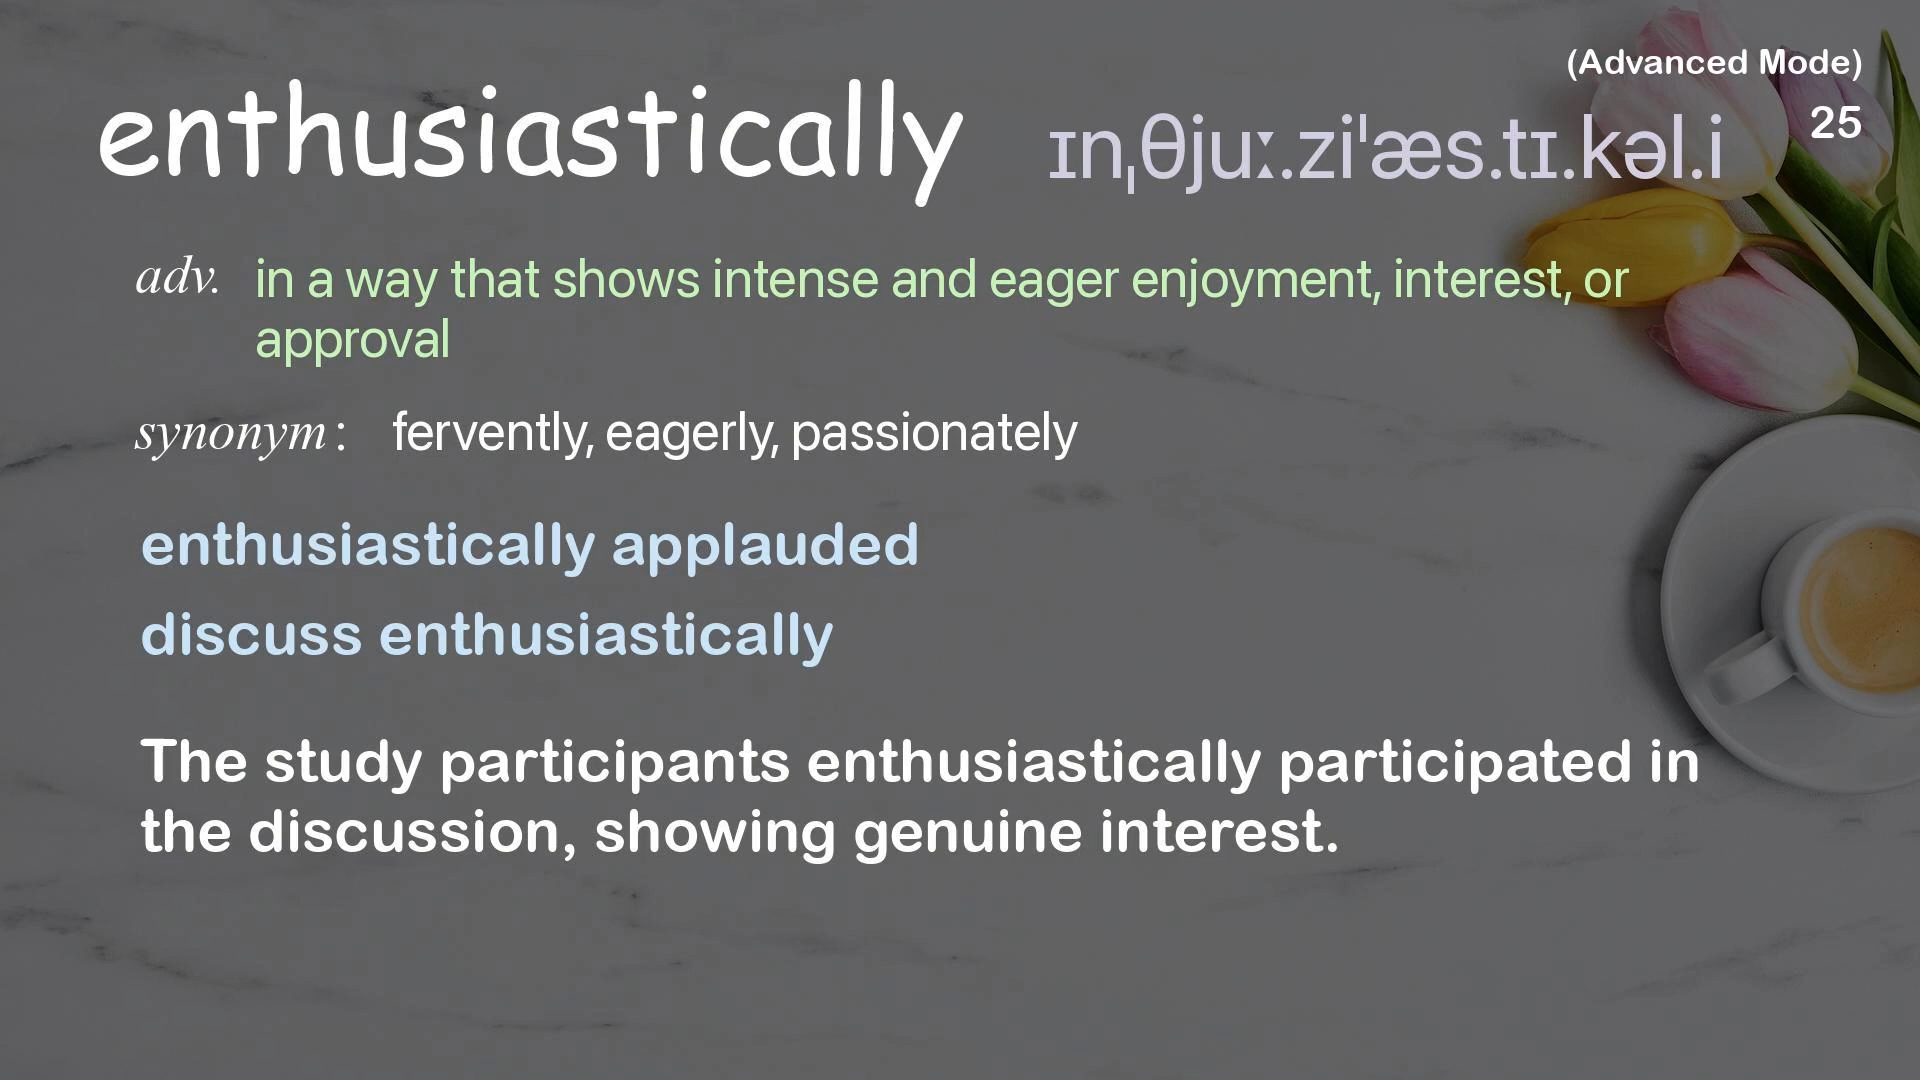 (Advanced Mode)
enthusiastically ɪnˌθjuː.ziˈæs.tɪ.kəl.i 25
adv. in a way that shows intense and eager enjoyment, interest, or
approval
synonym: fervently, eagerly, passionately
enthusiastically applauded
discuss enthusiastically
The study participants enthusiastically participated in
the discussion, showing genuine interest.